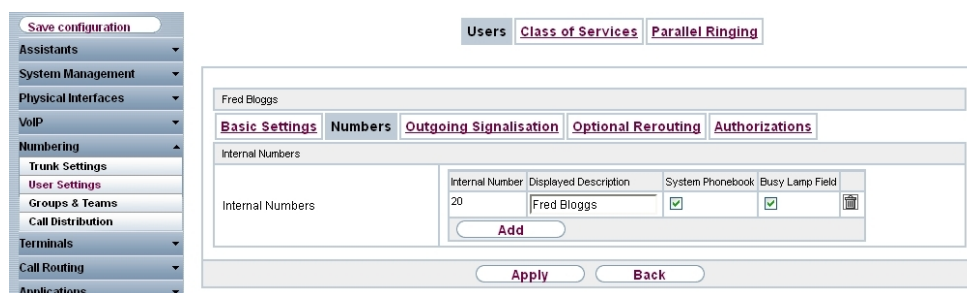 Save configuration
Assistants
System Management
Physical Interfaces
VoIP
Numbering
Trunk Settings
User Settings
Groups & Teams
Call Distribution
Terminals
Call Routing
Applications
Users Class of Services Parallel Ringing
Fred Bloggs
Basic Settings Numbers Outgoing Signalisation Optional Rerouting Authorizations
Internal Numbers
Internal Number Displayed Description System Phonebook Busy Lamp Field
Internal Numbers 20 Fred Bloggs
Add
Apply Back